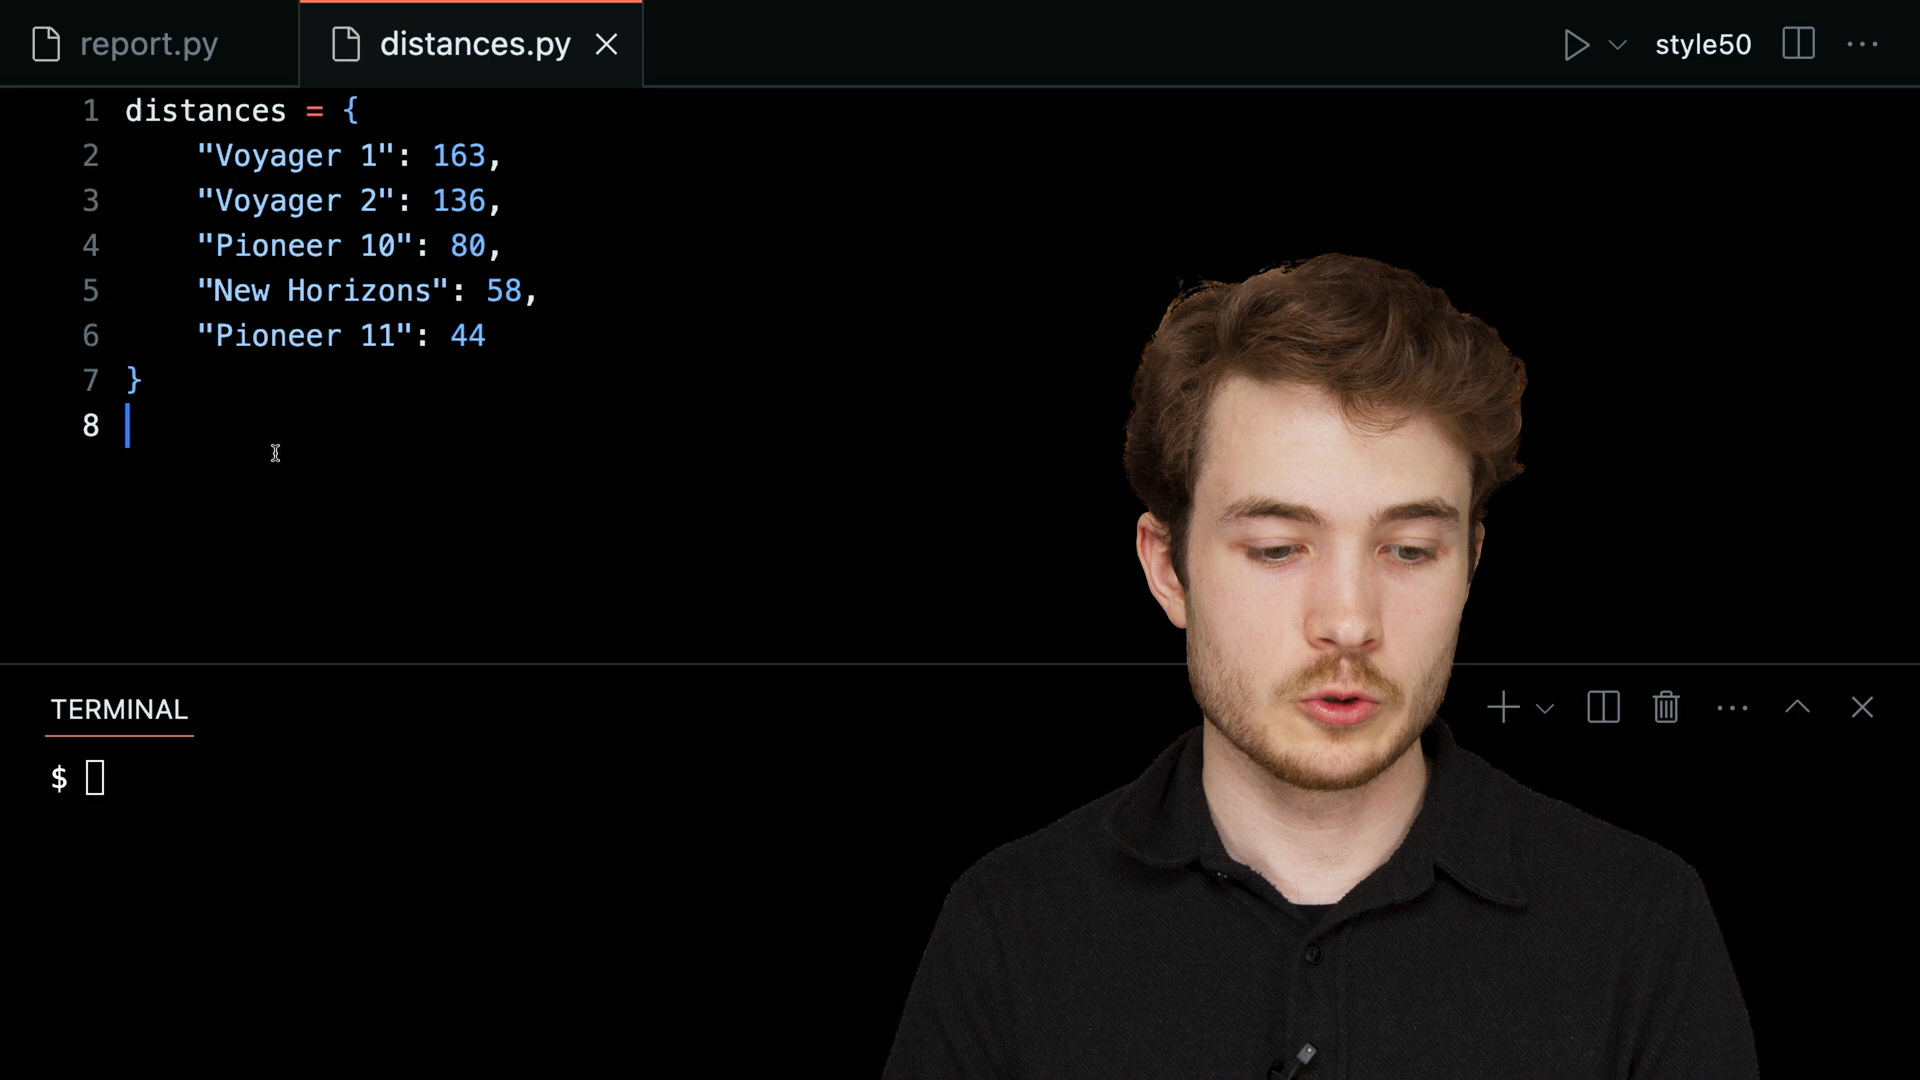 report.py
distances.py
style50
1 distances = {
2 "Voyager 1": 163,
3 "Voyager 2": 136,
4 "Pioneer 10": 80,
5 "New Horizons": 58,
6 "Pioneer 11": 44
7 }
8
TERMINAL
$